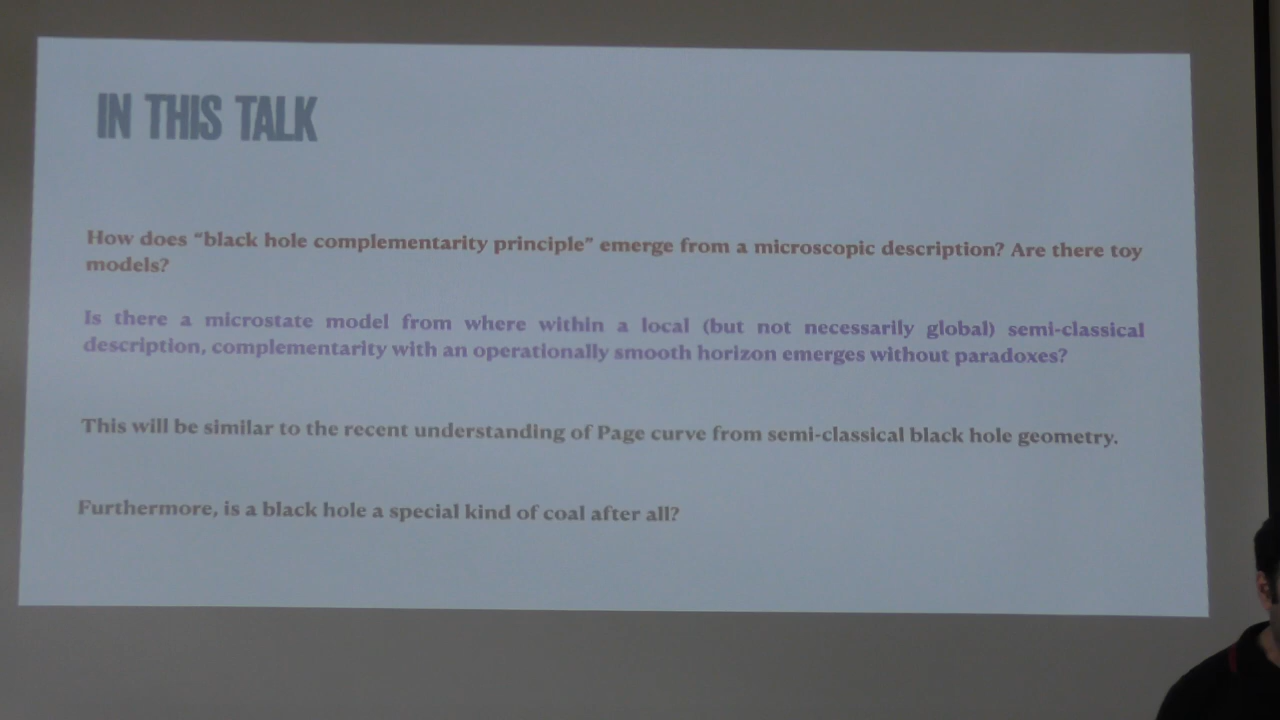 IN THIS TALK
How does “black hole complementarity principle” emerge from a microscopic description? Are there toy
models?
Is there a microstate model from where within a local (but not necessarily global) semi-classical
description, complementarity with an operationally smooth horizon emerges without paradoxes?
This will be similar to the recent understanding of Page curve from semi-classical black hole geometry.
Furthermore, is a black hole a special kind of coal after all?